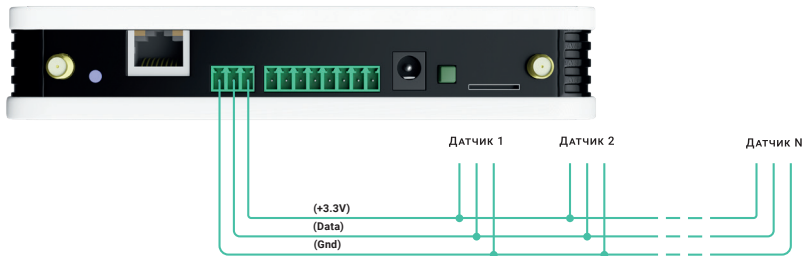 Датчик 1
Датчик 2
Датчик N
(+3.3V)
(Data)
(Gnd)